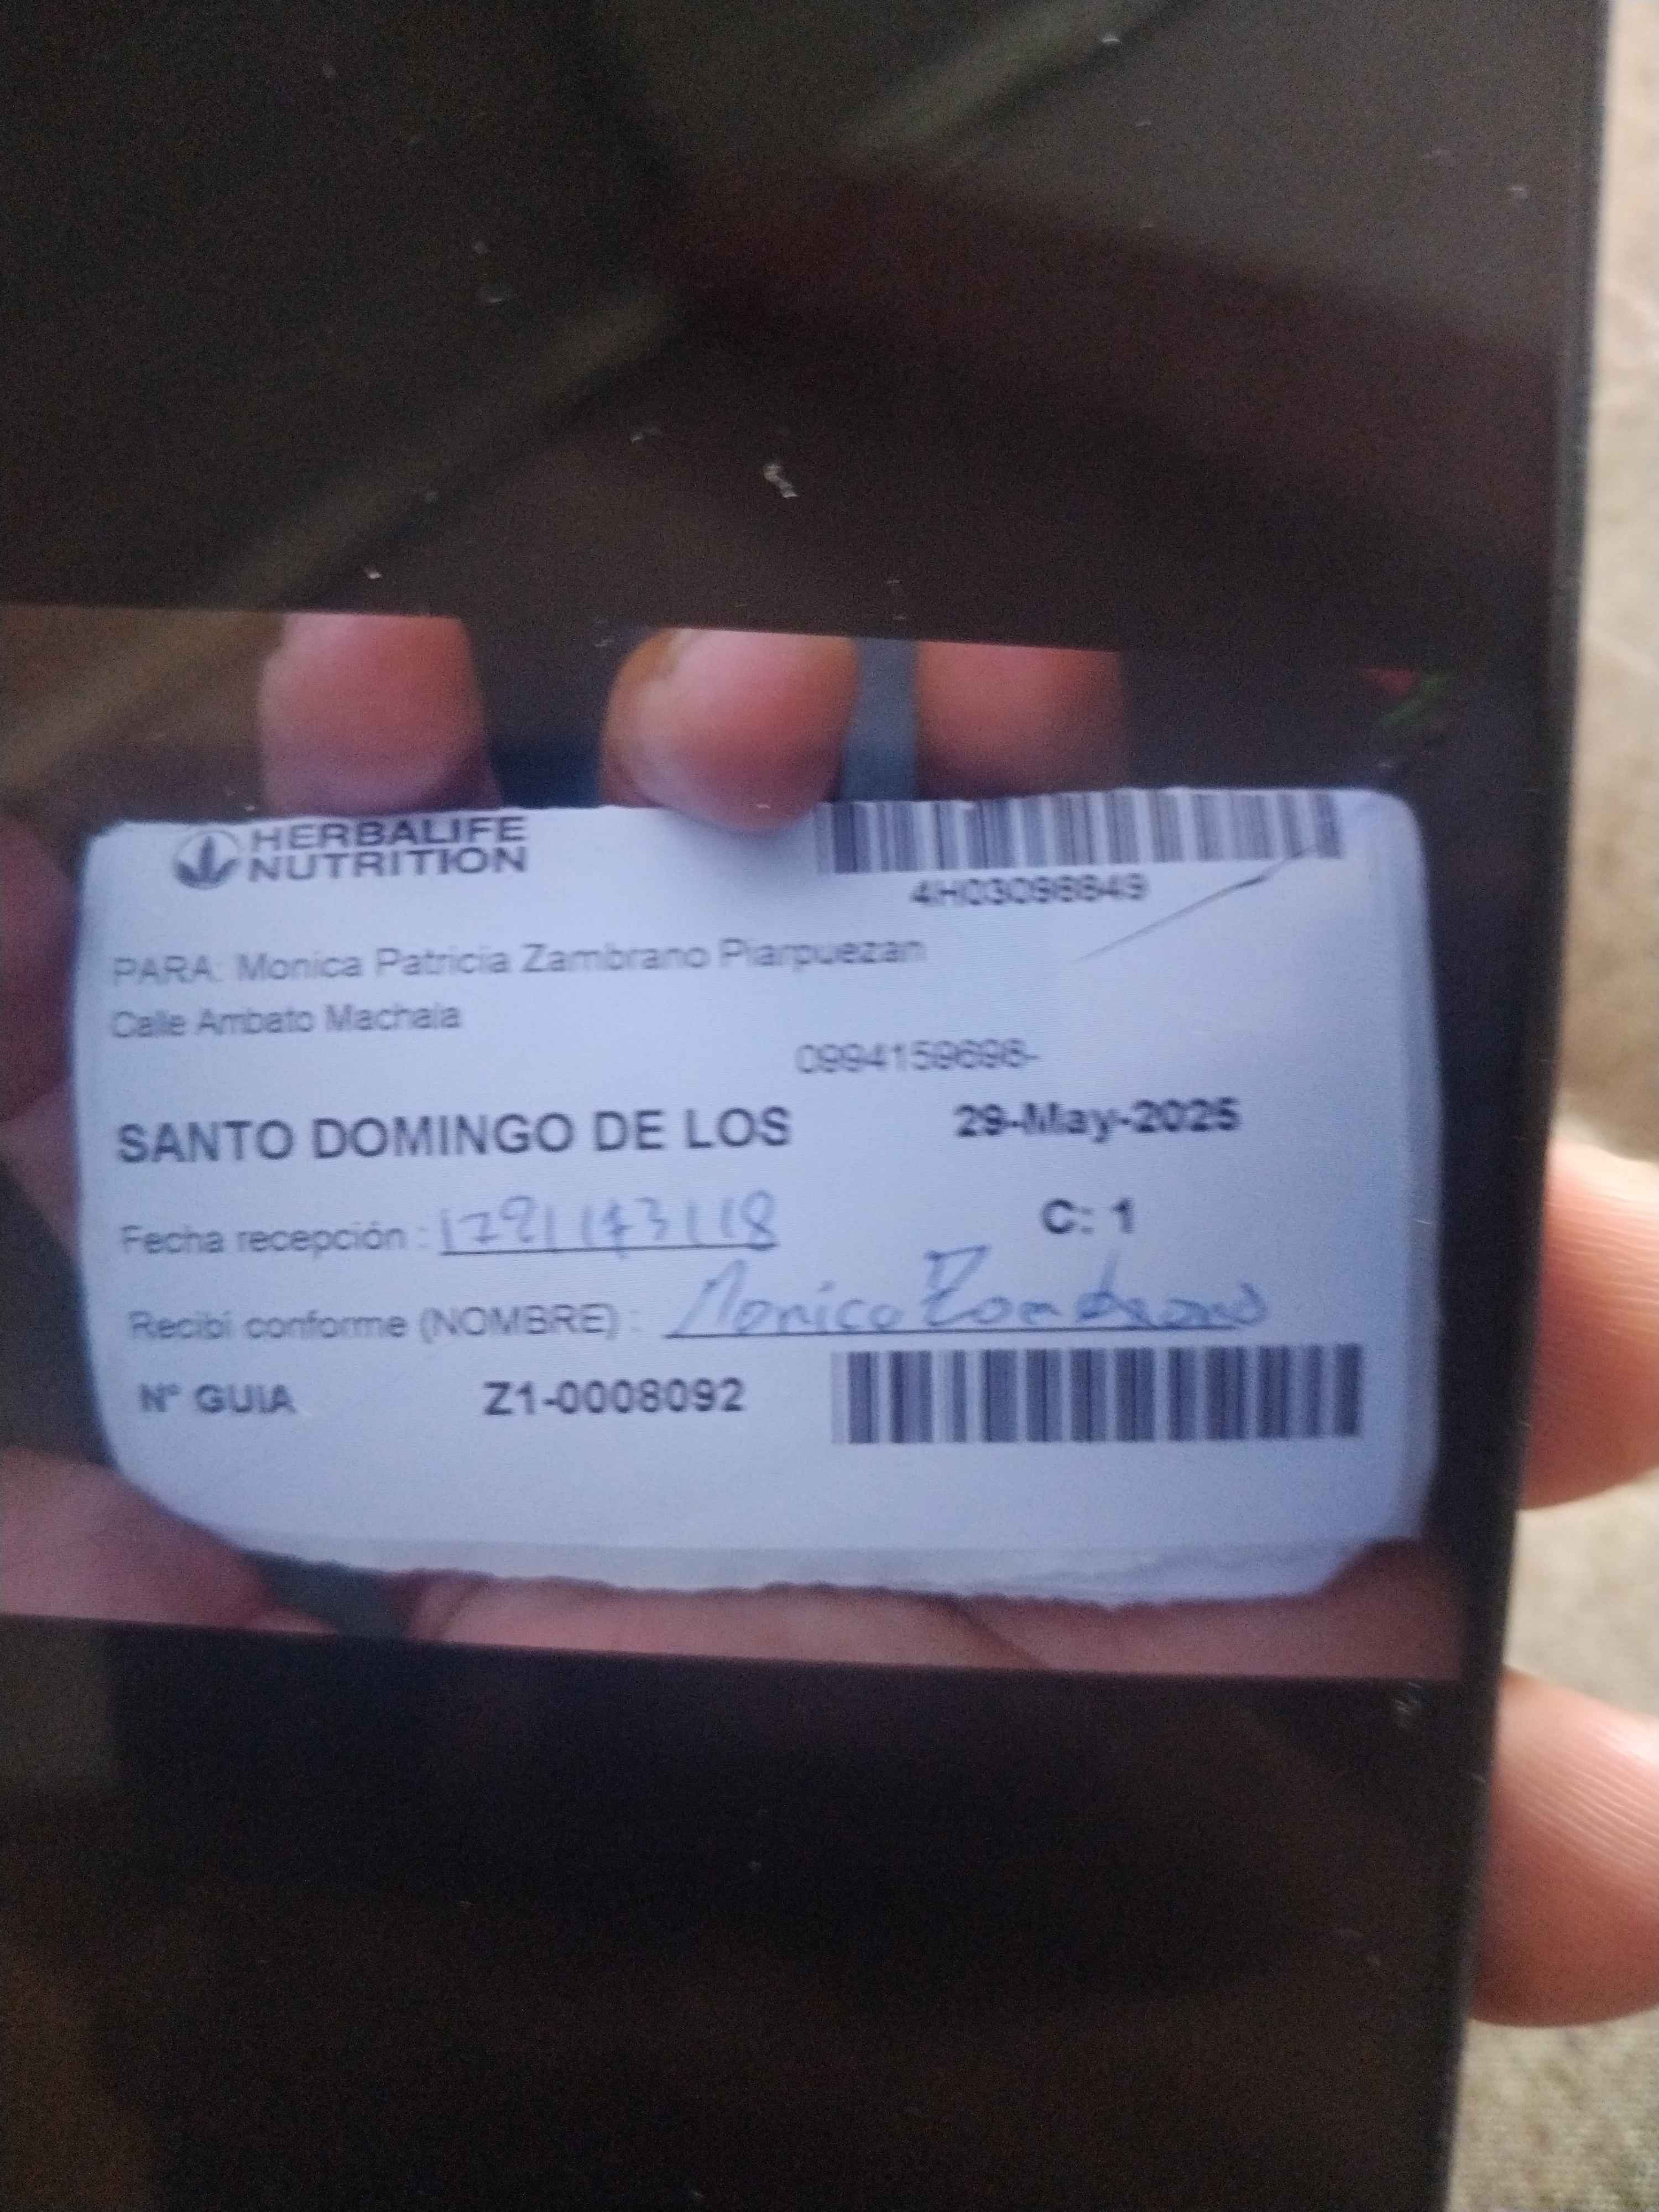 HERBALIFE
NUTRITION
4H03098849
PARA: Monica Patricia Zambrano Piarpuezan
Calle Ambato Machala
0994159698-
SANTO DOMINGO DE LOS
29-May-2025
Fecha recepción :
C: 1
Recibí conforme (NOMBRE) : Monica Zambrano
N° GUIA Z1-0008092